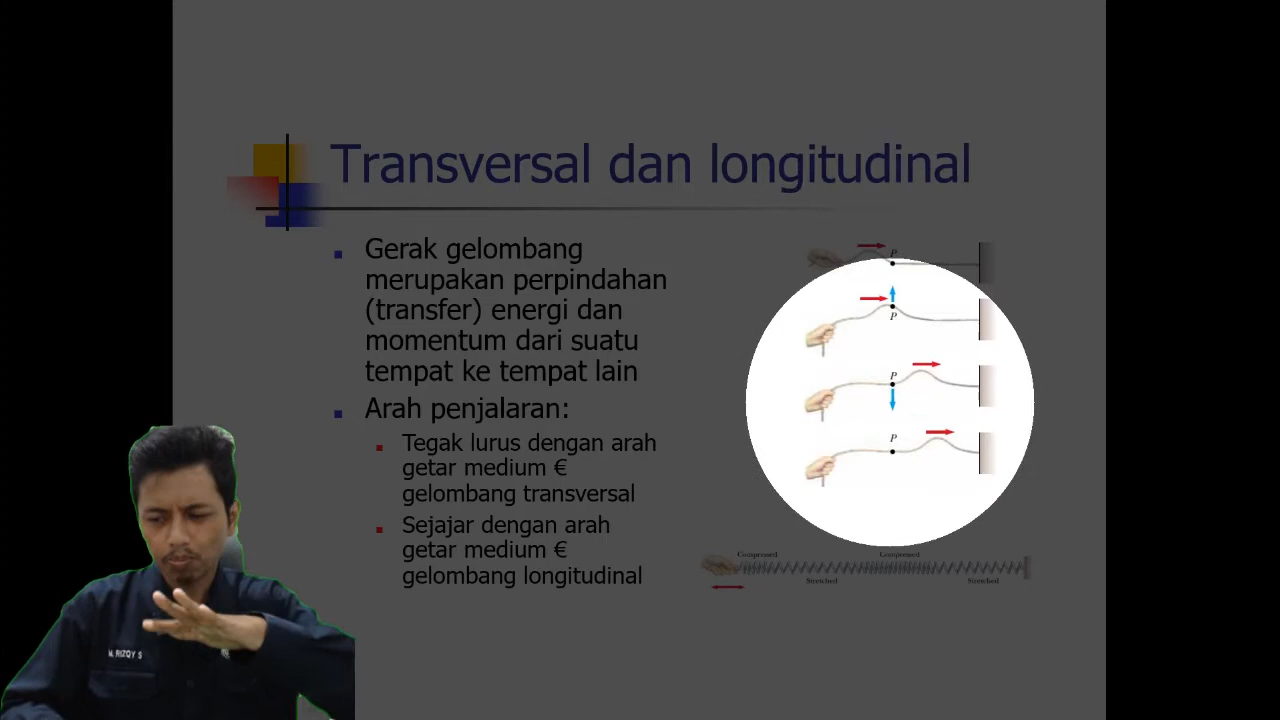 Transversal dan longitudinal
Gerak gelombang
merupakan perpindahan
(transfer) energi dan
momentum dari suatu
tempat ke tempat lain
Arah penjalaran:
Tegak lurus dengan arah
getar medium €
gelombang transversal
Sejajar dengan arah
getar medium €
gelombang longitudinal
P
P
P
P
Compressed
Compressed
Stretched
Stretched
M. RIZQY S